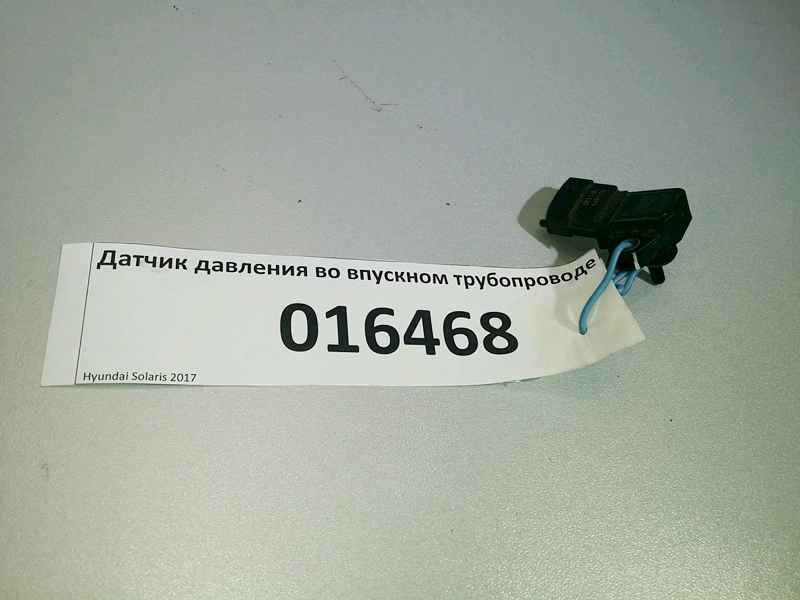 Датчик давления во впускном трубопроводе
016468
Hyundai Solaris 2017